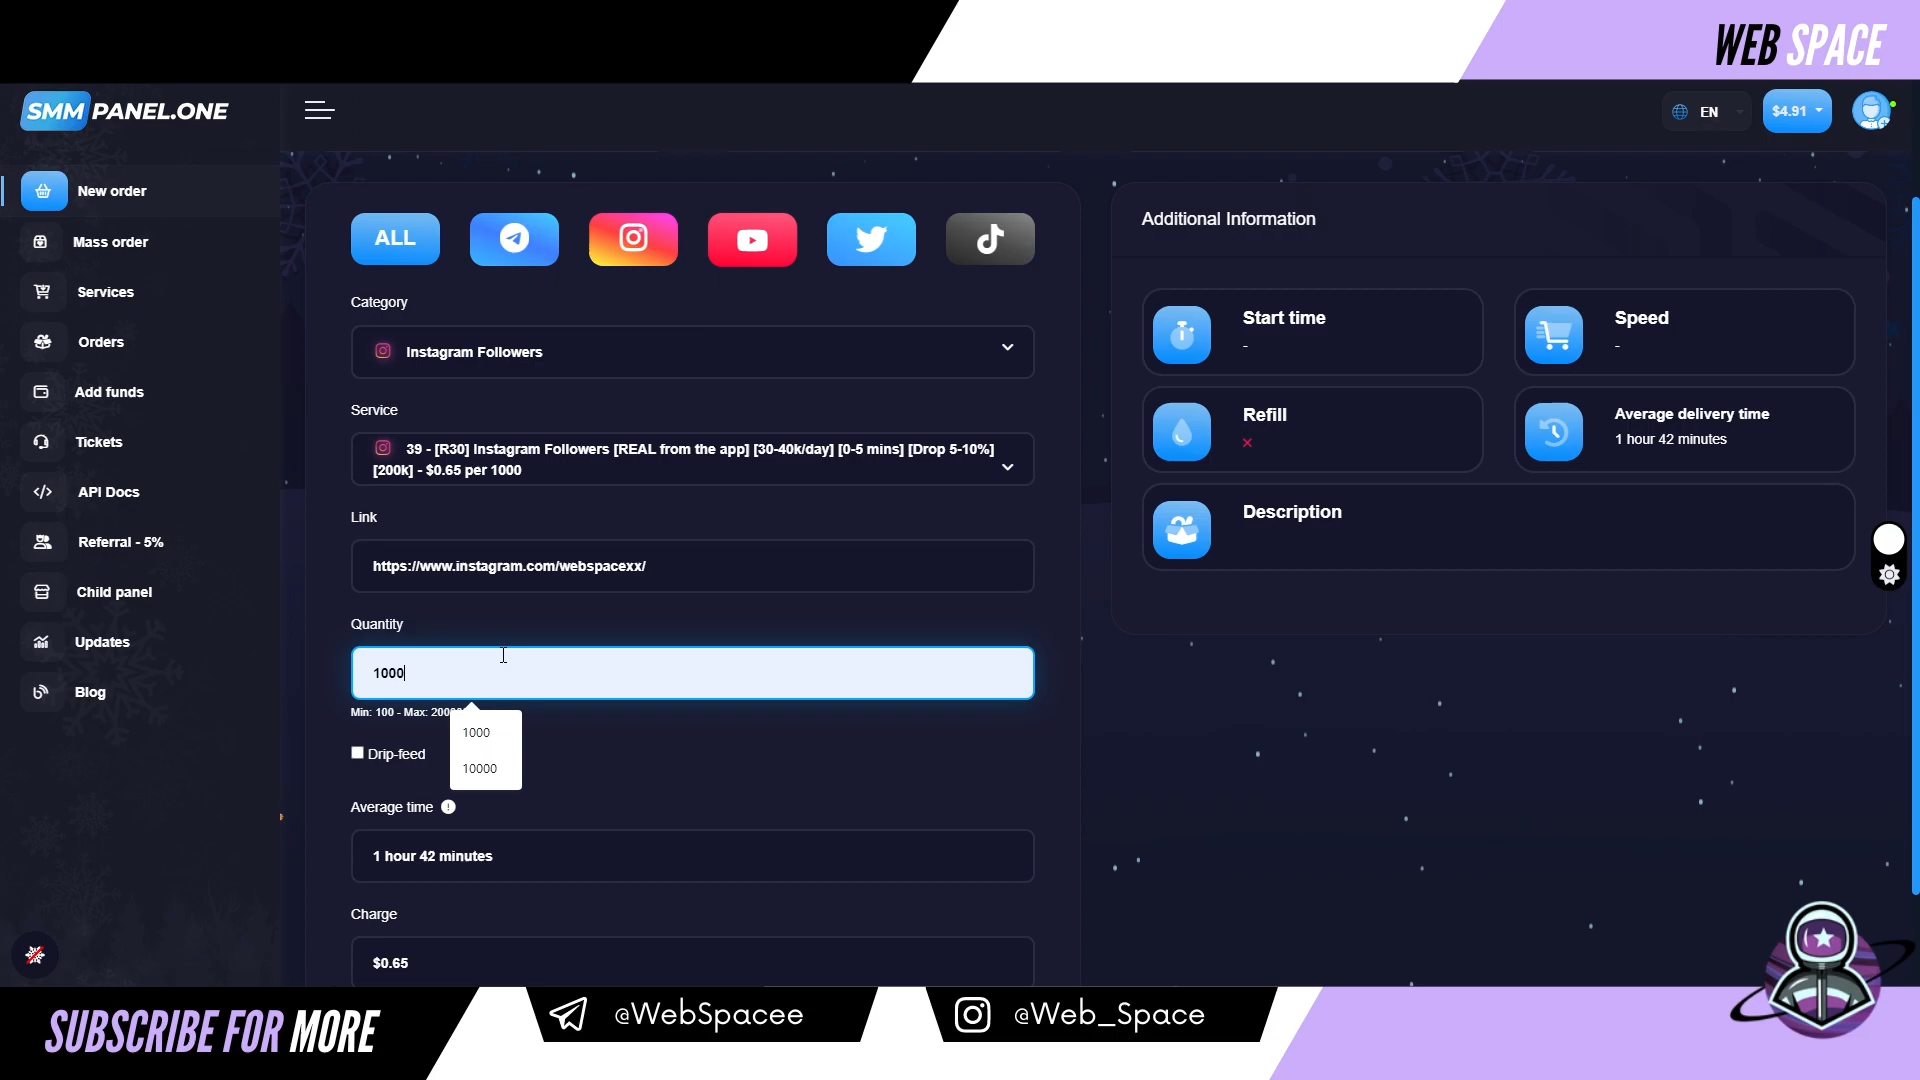 WEB SPACE
SMM PANEL.ONE
EN
$4.91
New order
Mass order
Services
Orders
Add funds
Tickets
API Docs
Referral - 5%
Child panel
Updates
Blog
ALL
Category
Instagram Followers
Service
39 - [R30] Instagram Followers [REAL from the app] [30-40k/day] [0-5 mins] [Drop 5-10%]
[200k] - $0.65 per 1000
Link
https://www.instagram.com/webspacexx/
Quantity
1000
Min: 100 - Max:
1000
10000
Drip-feed
Average time
1 hour 42 minutes
Charge
$0.65
Additional Information
Start time
-
Speed
-
Refill
Average delivery time
1 hour 42 minutes
Description
SUBSCRIBE FOR MORE
@WebSpacee
@Web_Space